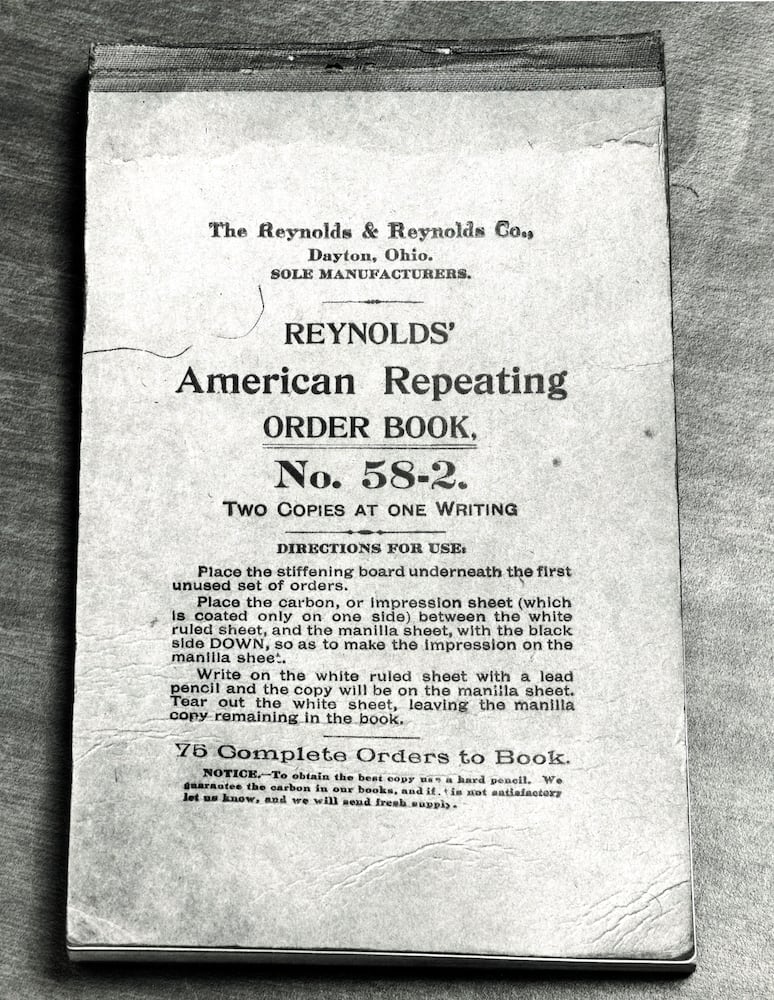 The Reynolds & Reynolds Co.,
Dayton, Ohio.
SOLE MANUFACTURERS.
REYNOLDS'
American Repeating
ORDER BOOK,
No. 58-2.
TWO COPIES AT ONE WRITING
DIRECTIONS FOR USE:
Place the stiffening board underneath the first
unused set of orders.
Place the carbon, or impression sheet (which
is coated only on one side) between the white
ruled sheet, and the manilla sheet, with the black
side DOWN, so as to make the impression on the
manilla sheet.
Write on the white ruled sheet with a lead
pencil and the copy will be on the manilla sheet.
Tear out the white sheet, leaving the manilla
copy remaining in the book.
75 Complete Orders to Book.
NOTICE.—To obtain the best copy use a hard pencil. We
guarantee the carbon in our books, and if it is not satisfactory
let us know, and we will send fresh supply.